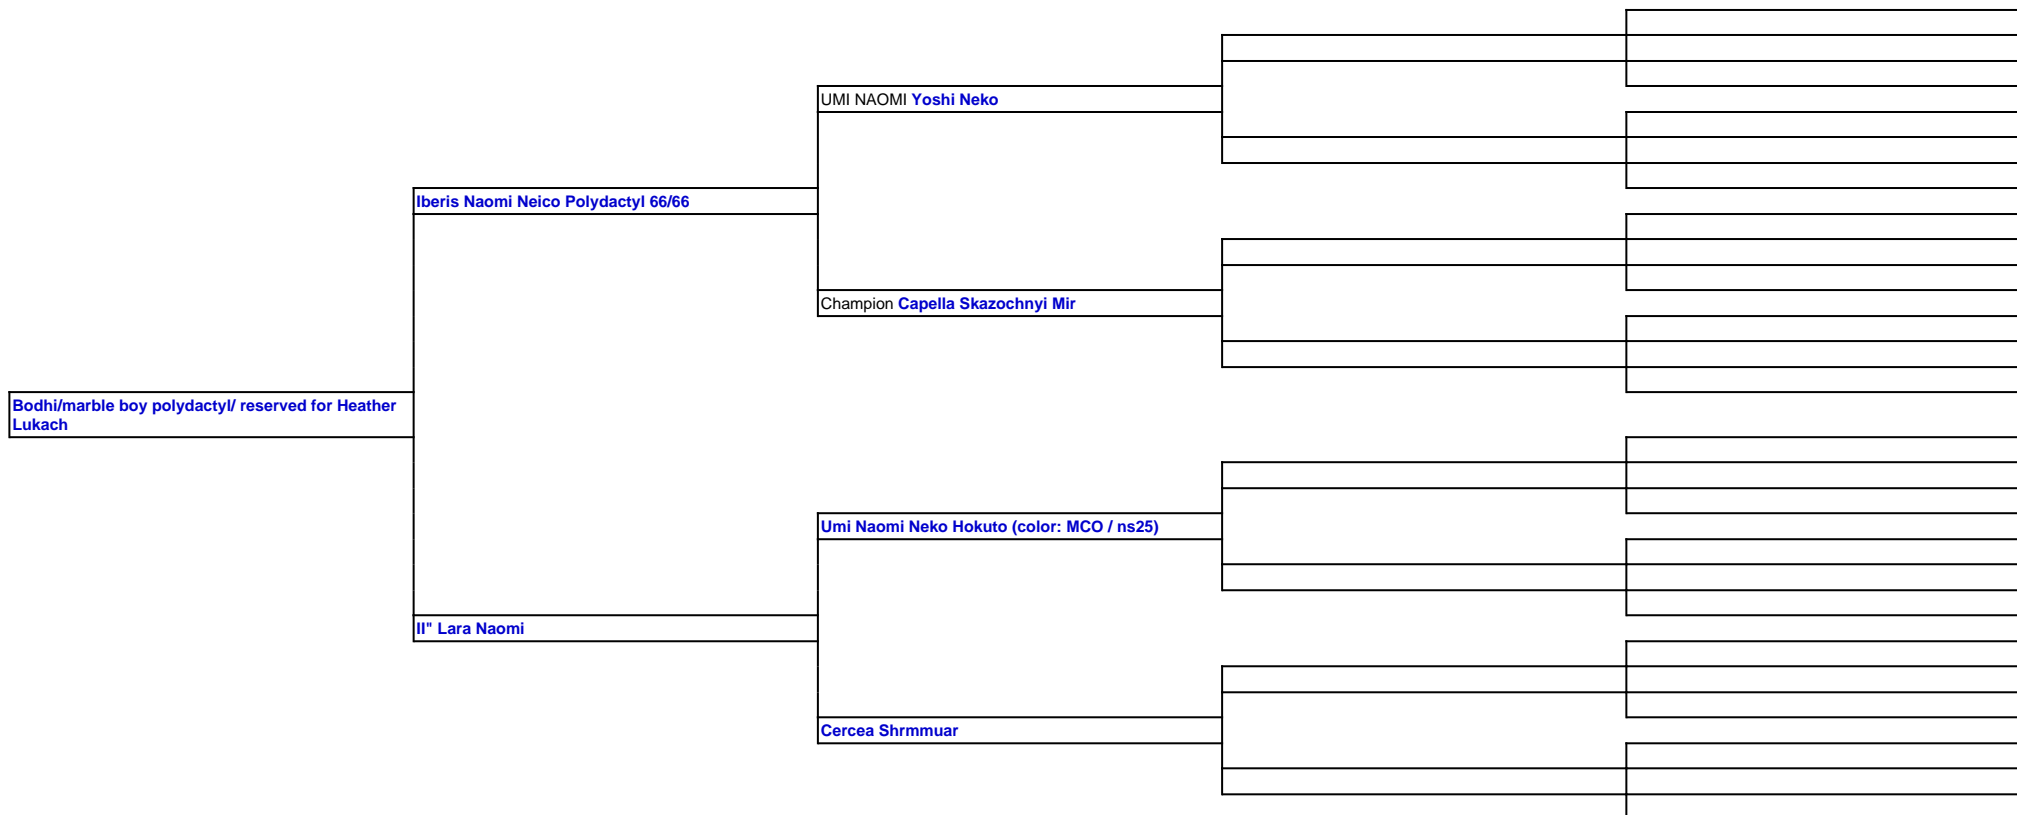 UMI NAOMI Yoshi Neko
Iberis Naomi Neico Polydactyl 66/66
Champion Capella Skazochnyi Mir
Bodhi/marble boy polydactyl/ reserved for Heather
Lukach
Umi Naomi Neko Hokuto (color: MCO / ns25)
II" Lara Naomi
Cercea Shrmmuar